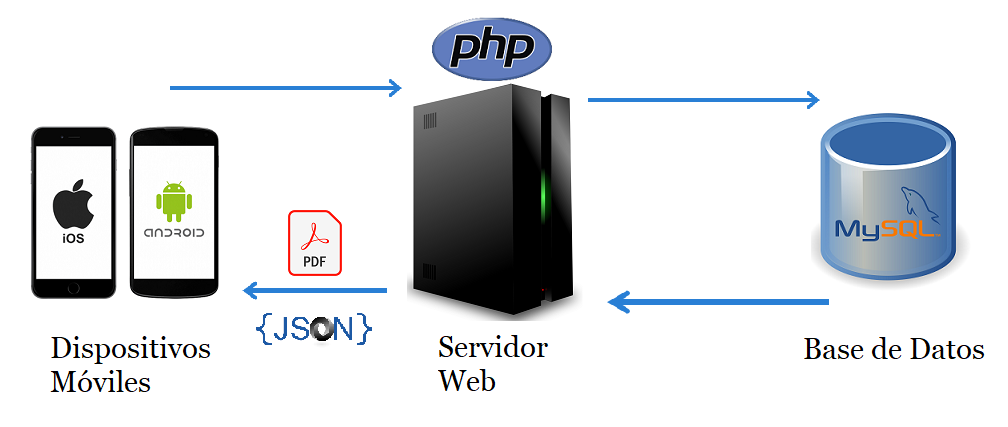 php
iOS
ANDROID
PDF
{JSON}
MySQL
Dispositivos
Móviles
Servidor
Web
Base de Datos